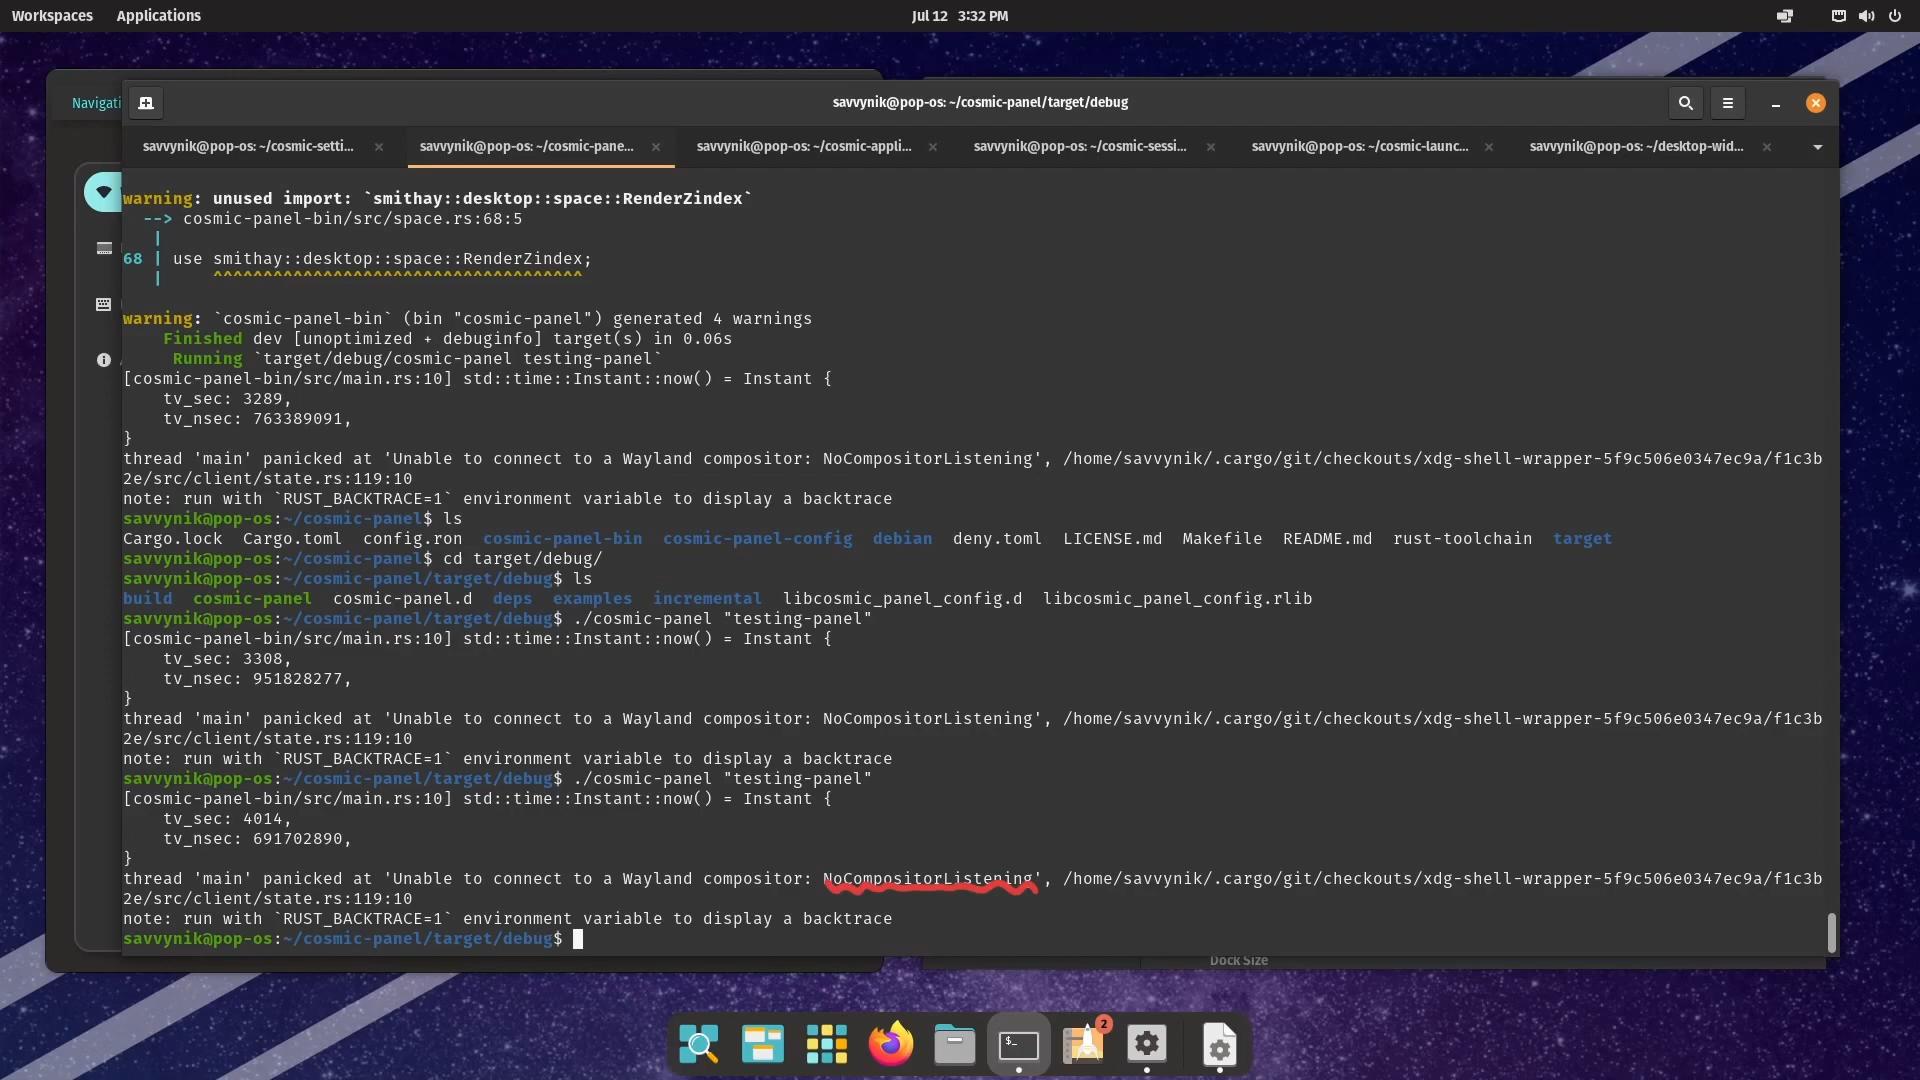 Workspaces
Applications
Jul 12 3:32 PM
Navigati
savvynik@pop-os: ~/cosmic-panel/target/debug
savvynik@pop-os: ~/cosmic-setti...
savvynik@pop-os: ~/cosmic-pane...
savvynik@pop-os: ~/cosmic-appli...
savvynik@pop-os: ~/cosmic-sessi...
savvynik@pop-os: ~/cosmic-launc...
savvynik@pop-os: ~/desktop-wid...
warning: unused import: `smithay::desktop::space::RenderZindex`
--> cosmic-panel-bin/src/space.rs:68:5
|
68 | use smithay::desktop::space::RenderZindex;
| ^^^^^^^^^^^^^^^^^^^^^^^^^^^^^^^^^^^^^
warning: `cosmic-panel-bin` (bin "cosmic-panel") generated 4 warnings
Finished dev [unoptimized + debuginfo] target(s) in 0.06s
Running `target/debug/cosmic-panel testing-panel`
[cosmic-panel-bin/src/main.rs:10] std::time::Instant::now() = Instant {
tv_sec: 3289,
tv_nsec: 763389091,
}
thread 'main' panicked at 'Unable to connect to a Wayland compositor: NoCompositorListening', /home/savvynik/.cargo/git/checkouts/xdg-shell-wrapper-5f9c506e0347ec9a/f1c3b
2e/src/client/state.rs:119:10
note: run with `RUST_BACKTRACE=1` environment variable to display a backtrace
savvynik@pop-os:~/cosmic-panel$ ls
Cargo.lock Cargo.toml config.ron cosmic-panel-bin cosmic-panel-config debian deny.toml LICENSE.md Makefile README.md rust-toolchain target
savvynik@pop-os:~/cosmic-panel$ cd target/debug/
savvynik@pop-os:~/cosmic-panel/target/debug$ ls
build cosmic-panel cosmic-panel.d deps examples incremental libcosmic_panel_config.d libcosmic_panel_config.rlib
savvynik@pop-os:~/cosmic-panel/target/debug$ ./cosmic-panel "testing-panel"
[cosmic-panel-bin/src/main.rs:10] std::time::Instant::now() = Instant {
tv_sec: 3308,
tv_nsec: 951828277,
}
thread 'main' panicked at 'Unable to connect to a Wayland compositor: NoCompositorListening', /home/savvynik/.cargo/git/checkouts/xdg-shell-wrapper-5f9c506e0347ec9a/f1c3b
2e/src/client/state.rs:119:10
note: run with `RUST_BACKTRACE=1` environment variable to display a backtrace
savvynik@pop-os:~/cosmic-panel/target/debug$ ./cosmic-panel "testing-panel"
[cosmic-panel-bin/src/main.rs:10] std::time::Instant::now() = Instant {
tv_sec: 4014,
tv_nsec: 691702890,
}
thread 'main' panicked at 'Unable to connect to a Wayland compositor: NoCompositorListening', /home/savvynik/.cargo/git/checkouts/xdg-shell-wrapper-5f9c506e0347ec9a/f1c3b
2e/src/client/state.rs:119:10
note: run with `RUST_BACKTRACE=1` environment variable to display a backtrace
savvynik@pop-os:~/cosmic-panel/target/debug$
Dock Size
$_
2